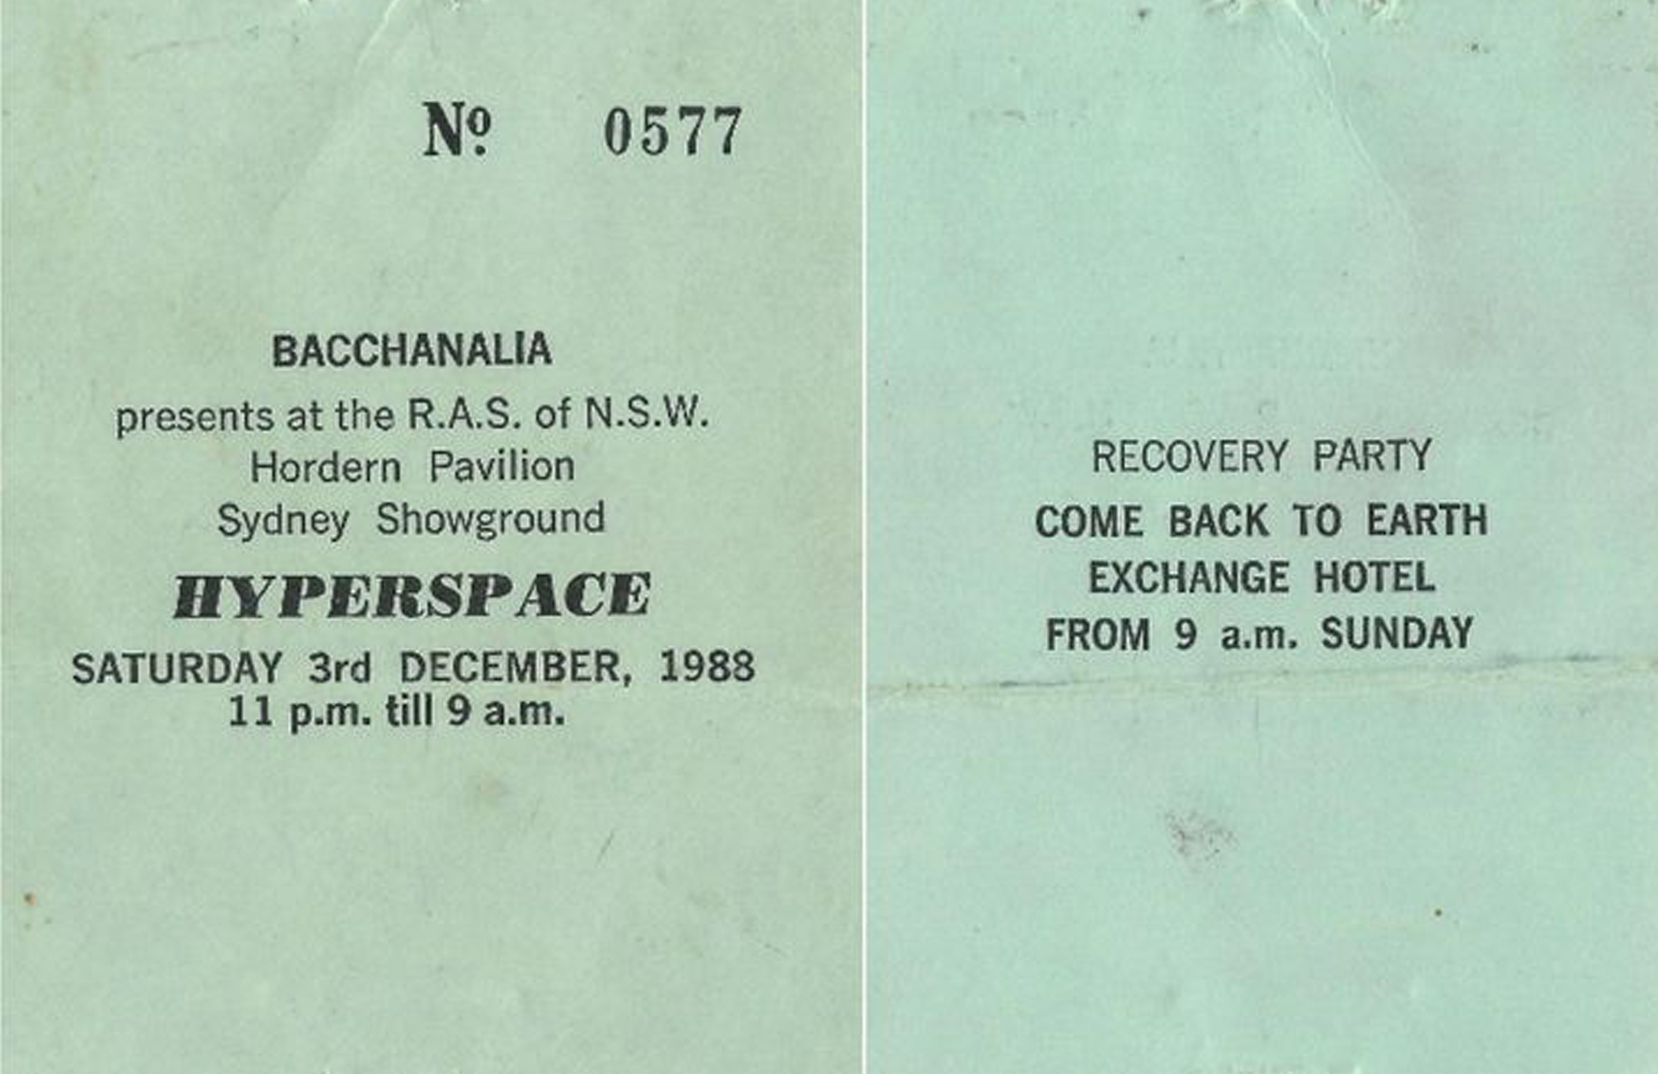 Nº 0577
BACCHANALIA
presents at the R.A.S. of N.S.W.
Hordern Pavilion
Sydney Showground
HYPERSPACE
SATURDAY 3rd DECEMBER, 1988
11 p.m. till 9 a.m.
RECOVERY PARTY
COME BACK TO EARTH
EXCHANGE HOTEL
FROM 9 a.m. SUNDAY